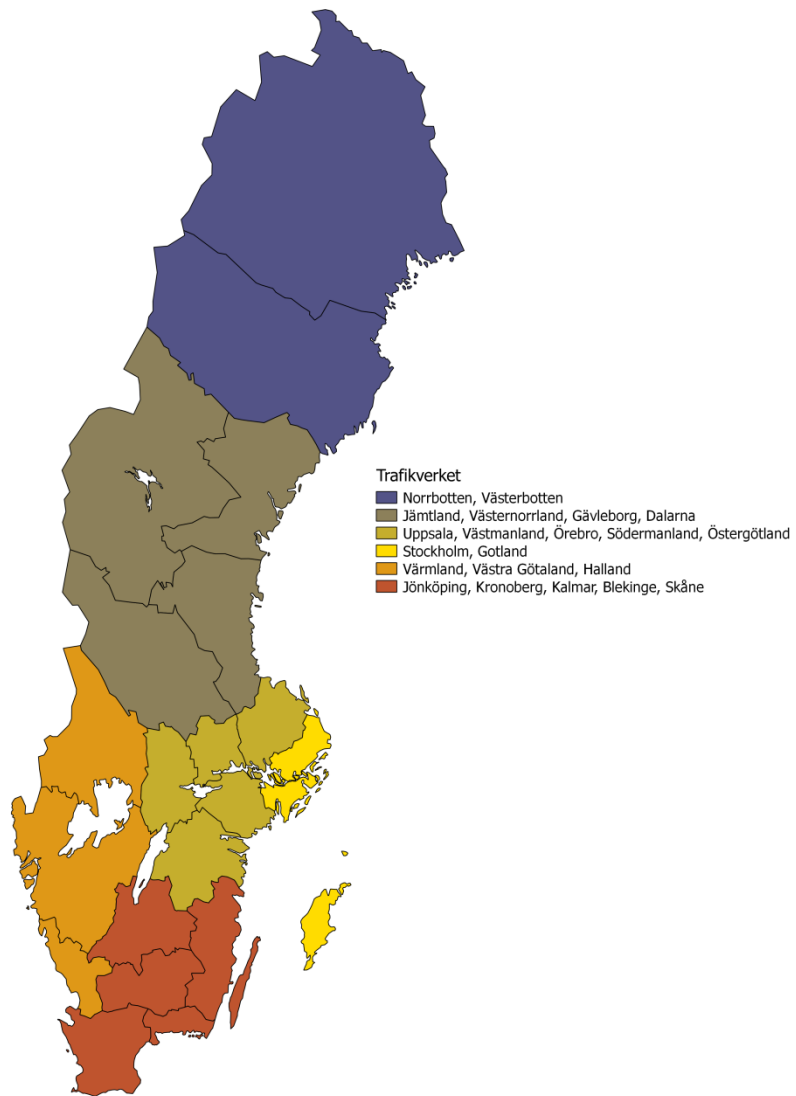 Trafikverket
Norrbotten, Västerbotten
Jämtland, Västernorrland, Gävleborg, Dalarna
Uppsala, Västmanland, Örebro, Södermanland, Östergötland
Stockholm, Gotland
Värmland, Västra Götaland, Halland
Jönköping, Kronoberg, Kalmar, Blekinge, Skåne